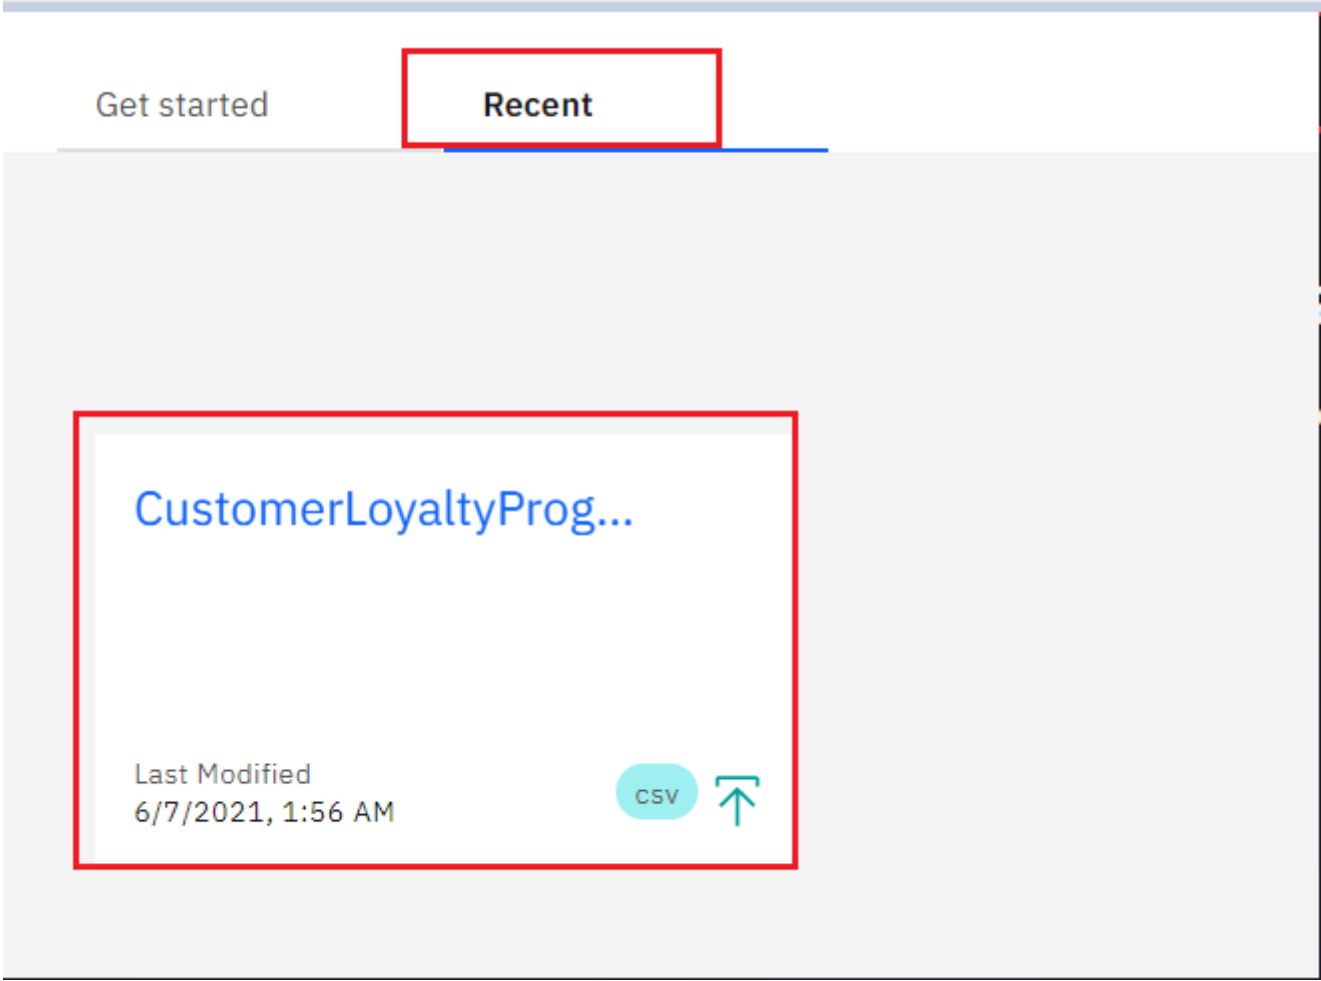 Get started
Recent
CustomerLoyaltyProg...
Last Modified
6/7/2021, 1:56 AM
csv